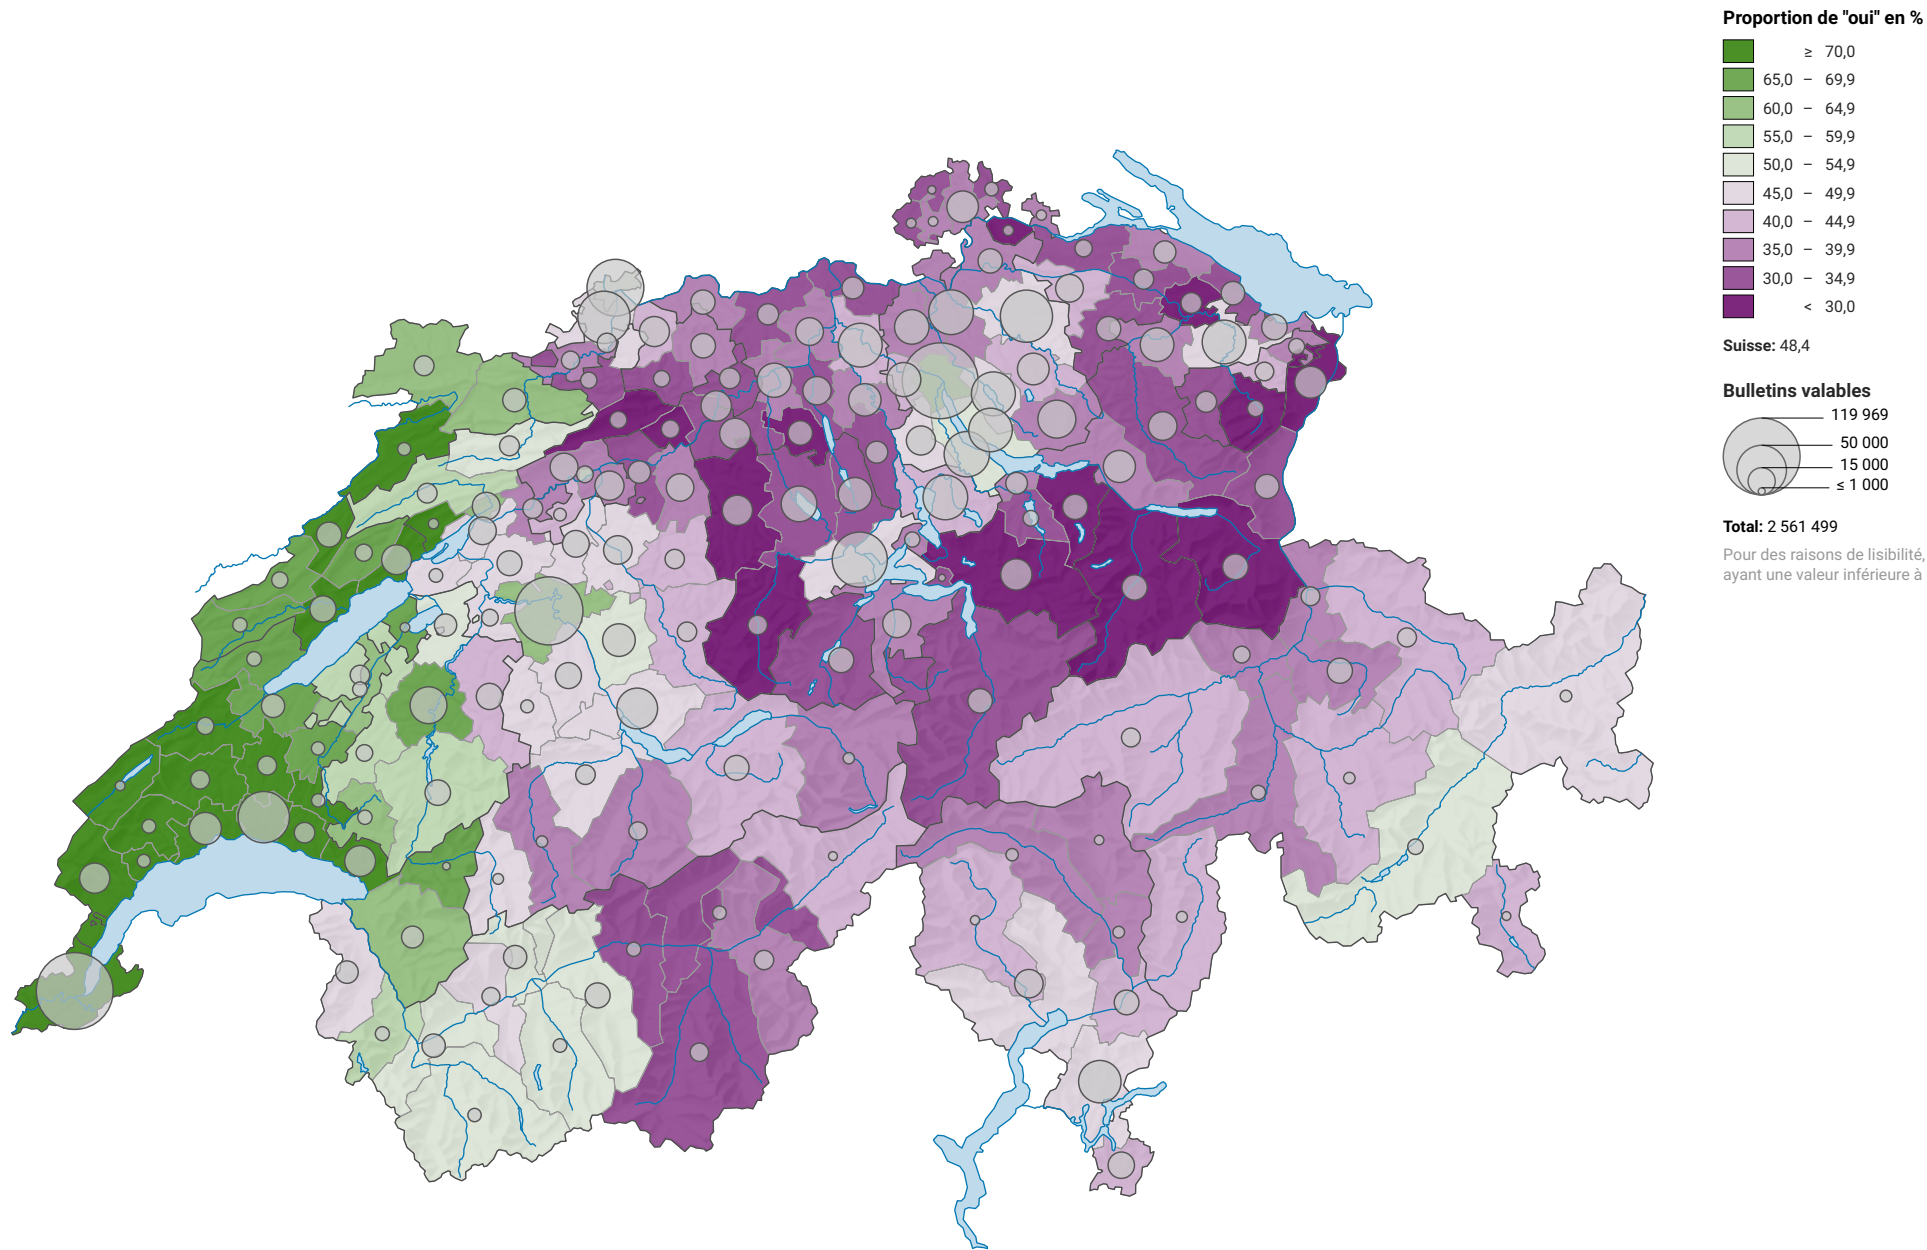 Proportion de "oui" en %
≥ 70,0
65,0 – 69,9
60,0 – 64,9
55,0 – 59,9
50,0 – 54,9
45,0 – 49,9
40,0 – 44,9
35,0 – 39,9
30,0 – 34,9
< 30,0
Suisse: 48,4
Bulletins valables
119 969
50 000
15 000
≤ 1 000
Total: 2 561 499
Pour des raisons de lisibilité,
ayant une valeur inférieure à